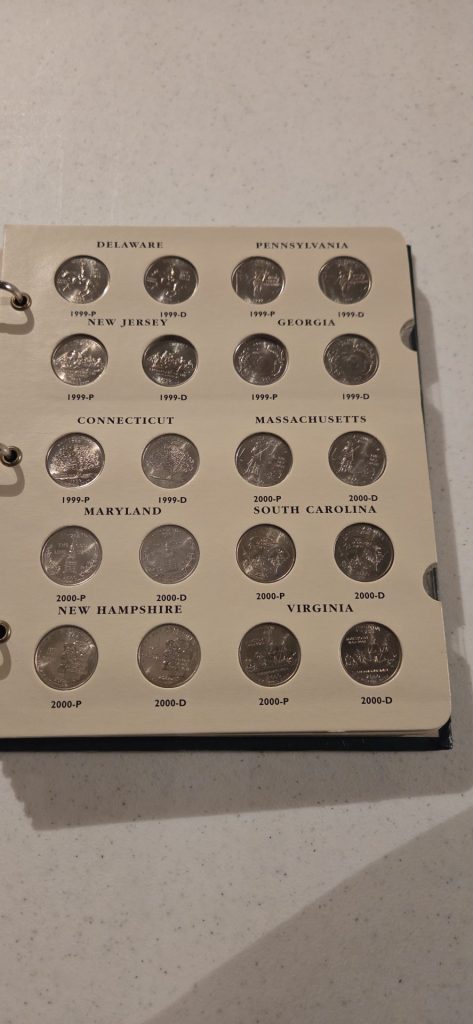 DELAWARE PENNSYLVANIA
1999-P 1999-D 1999-P 1999-D
NEW JERSEY GEORGIA
1999-P 1999-D 1999-P 1999-D
CONNECTICUT MASSACHUSETTS
1999-P 1999-D 2000-P 2000-D
MARYLAND SOUTH CAROLINA
2000-P 2000-D 2000-P 2000-D
NEW HAMPSHIRE VIRGINIA
2000-P 2000-D 2000-P 2000-D